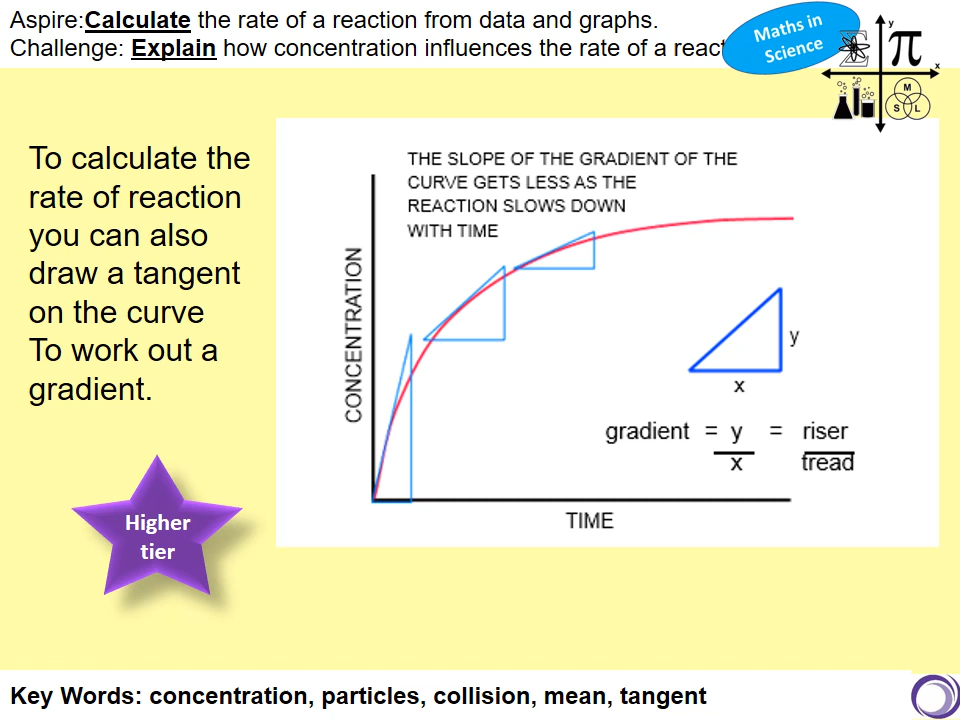 Aspire:Calculate the rate of a reaction from data and graphs.
Challenge: Explain how concentration influences the rate of a reac
Maths in
Science
y
x
Σ
π
M
S
L
To calculate the
rate of reaction
you can also
draw a tangent
on the curve
To work out a
gradient.
Higher
tier
THE SLOPE OF THE GRADIENT OF THE
CURVE GETS LESS AS THE
REACTION SLOWS DOWN
WITH TIME
CONCENTRATION
TIME
y
x
gradient = y = riser
x tread
Key Words: concentration, particles, collision, mean, tangent